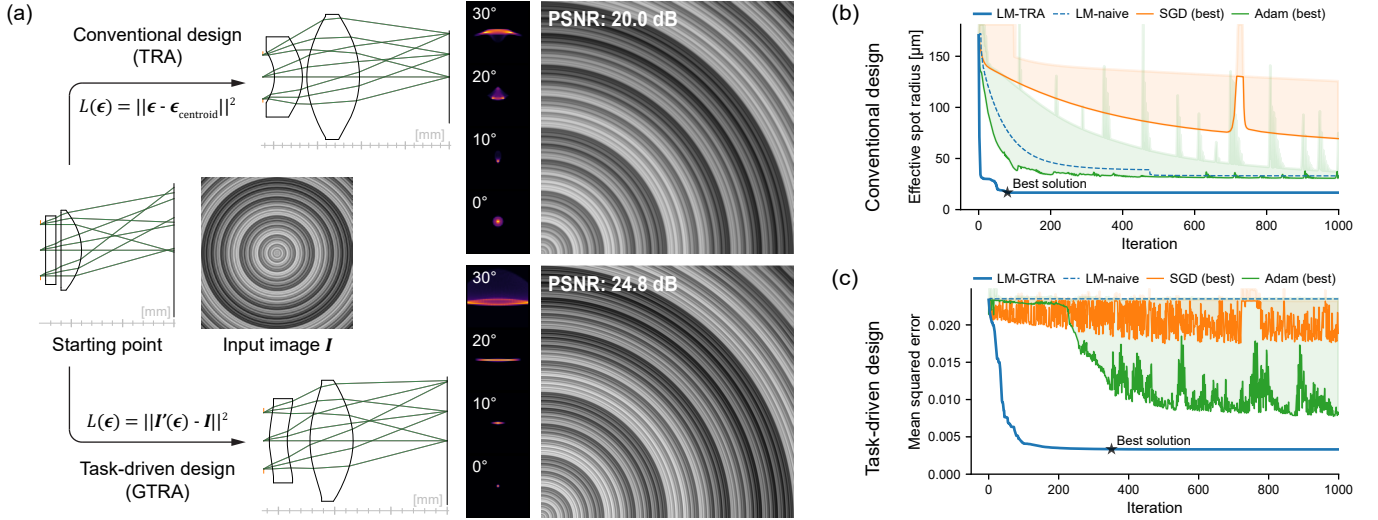 (a)
Conventional design
(TRA)
L(ϵ) = ||ϵ - ϵcentroid||²
[mm]
30°
20°
10°
0°
PSNR: 20.0 dB
[mm]
Starting point
Input image I
L(ϵ) = ||I′(ϵ) - I||²
Task-driven design
(GTRA)
[mm]
30°
20°
10°
0°
PSNR: 24.8 dB
(b)
Conventional design
LM-TRA
LM-naive
SGD (best)
Adam (best)
Effective spot radius [µm]
150
100
50
0
Best solution
0
200
400
600
800
1000
Iteration
(c)
Task-driven design
LM-GTRA
LM-naive
SGD (best)
Adam (best)
Mean squared error
0.020
0.015
0.010
0.005
0.000
Best solution
0
200
400
600
800
1000
Iteration